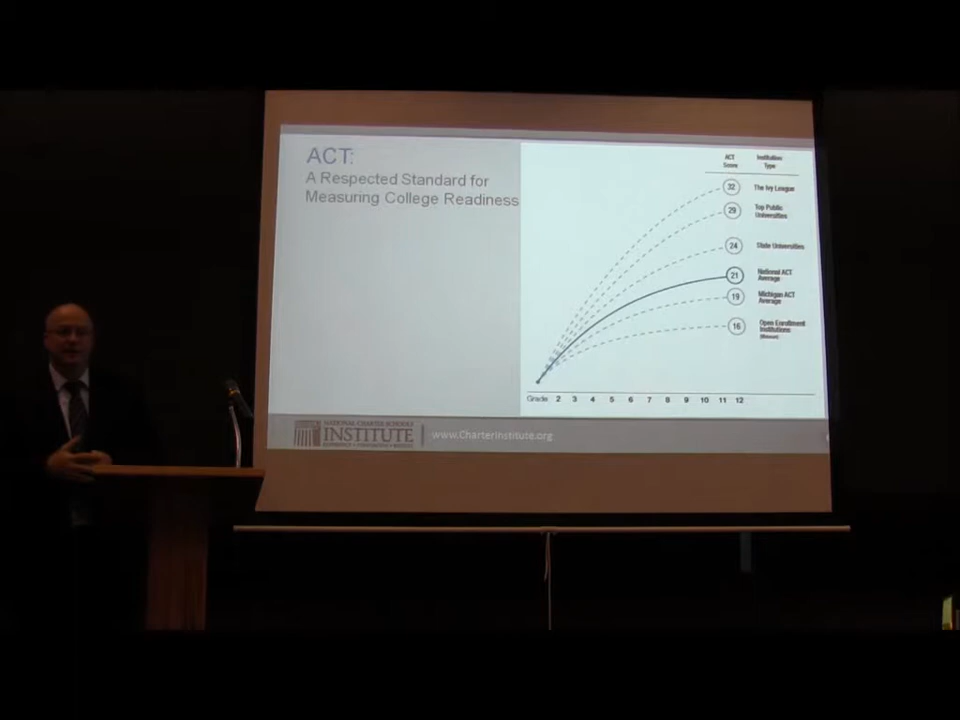 ACT:
A Respected Standard for
Measuring College Readiness
ACT
Score
Institution
Type
32 The Ivy League
29 Top Public
Universities
24 State Universities
21 National ACT
Average
19 Michigan ACT
Average
16 Open Enrollment
Institutions
Grade 2 3 4 5 6 7 8 9 10 11 12
NATIONAL CHARTER SCHOOLS
INSTITUTE
www.CharterInstitute.org